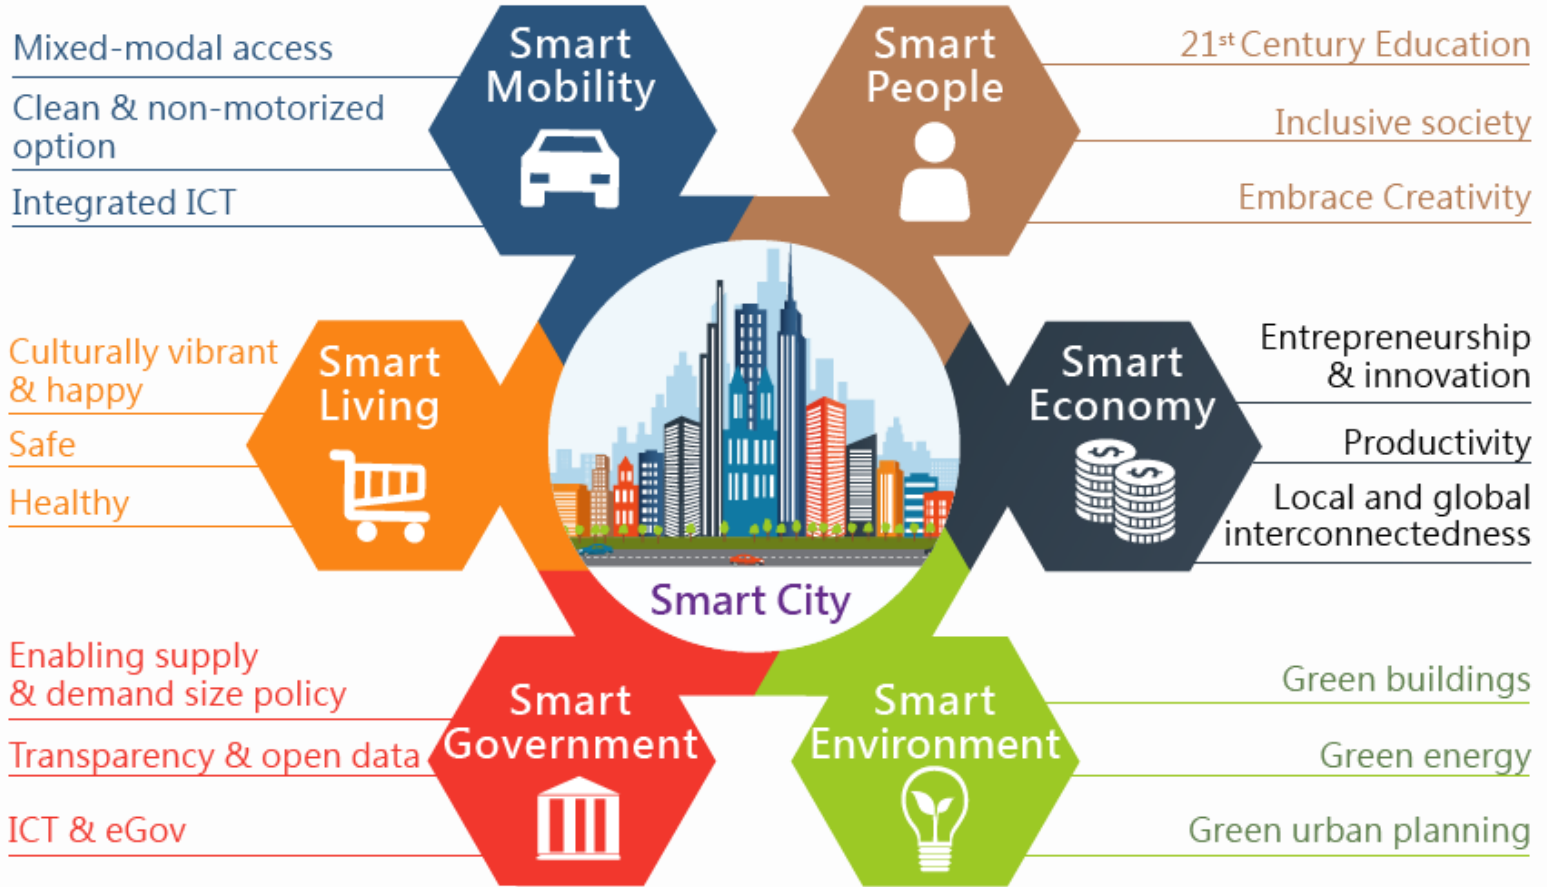 Smart
Mobility
Mixed-modal access
Clean & non-motorized
option
Integrated ICT
Smart
People
21st Century Education
Inclusive society
Embrace Creativity
Smart
Living
Culturally vibrant
& happy
Safe
Healthy
Smart
Economy
Entrepreneurship
& innovation
Productivity
Local and global
interconnectedness
Smart City
Smart
Government
Enabling supply
& demand size policy
Transparency & open data
ICT & eGov
Smart
Environment
Green buildings
Green energy
Green urban planning